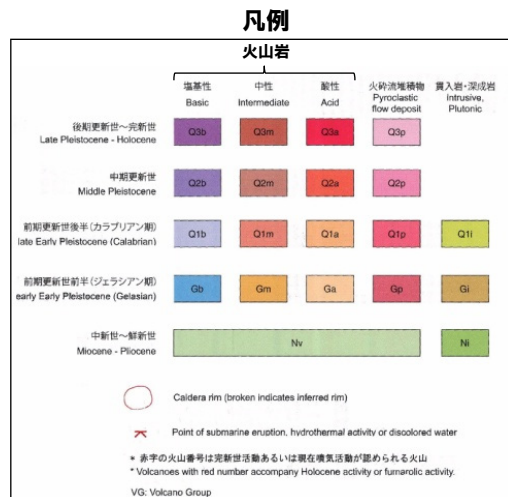 凡例
火山岩
塩基性 中性 酸性 火砕流堆積物 貫入岩・深成岩
Basic Intermediate Acid Pyroclastic flow deposit Intrusive, Plutonic
後期更新世～完新世
Late Pleistocene - Holocene
Q3b Q3m Q3a Q3p
中期更新世
Middle Pleistocene
Q2b Q2m Q2a Q2p
前期更新世後半（カラブリアン期）
late Early Pleistocene (Calabrian)
Q1b Q1m Q1a Q1p Q1i
前期更新世前半（ジェラシアン期）
early Early Pleistocene (Gelasian)
Gb Gm Ga Gp Gi
中新世～鮮新世
Miocene - Pliocene
Nv Ni
Caldera rim (broken indicates inferred rim)
Point of submarine eruption, hydrothermal activity or discolored water
* 赤字の火山番号は完新世活動あるいは現在噴気活動が認められる火山
* Volcanoes with red number accompany Holocene activity or fumarolic activity.
VG: Volcano Group